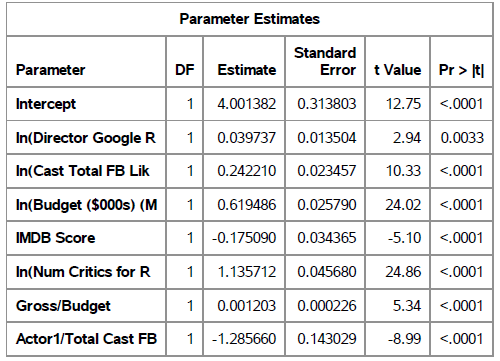 Parameter Estimates
Parameter DF Estimate Standard Error t Value Pr > |t|
Intercept 1 4.001382 0.313803 12.75 <.0001
ln(Director Google R 1 0.039737 0.013504 2.94 0.0033
ln(Cast Total FB Lik 1 0.242210 0.023457 10.33 <.0001
ln(Budget ($000s) (M 1 0.619486 0.025790 24.02 <.0001
IMDB Score 1 -0.175090 0.034365 -5.10 <.0001
ln(Num Critics for R 1 1.135712 0.045680 24.86 <.0001
Gross/Budget 1 0.001203 0.000226 5.34 <.0001
Actor1/Total Cast FB 1 -1.285660 0.143029 -8.99 <.0001